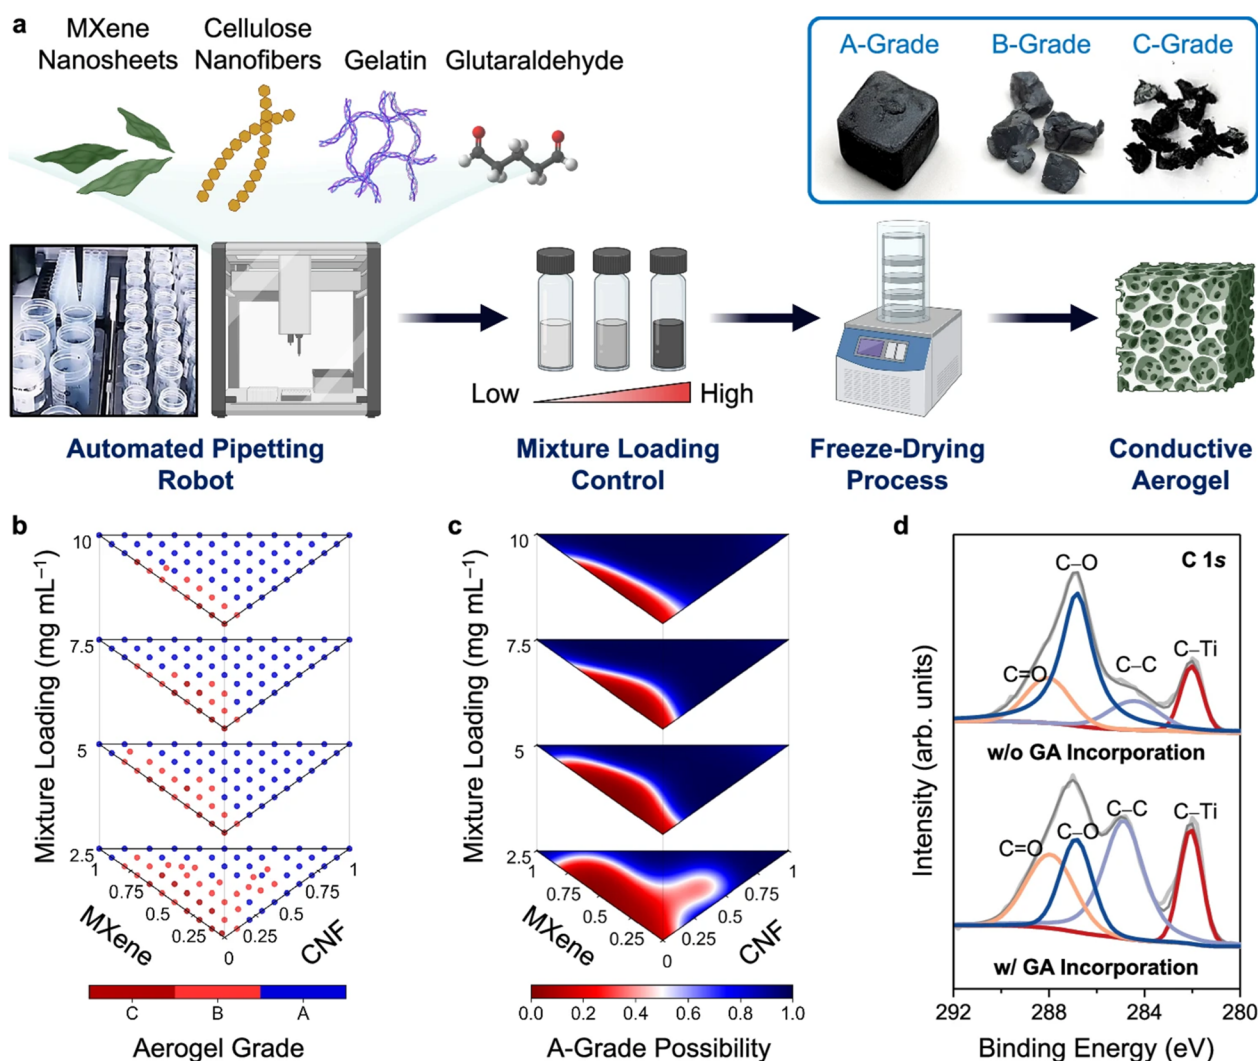 a
MXene
Nanosheets
Cellulose
Nanofibers
Gelatin
Glutaraldehyde
A-Grade
B-Grade
C-Grade
Low
High
Automated Pipetting
Robot
Mixture Loading
Control
Freeze-Drying
Process
Conductive
Aerogel
b
Mixture Loading (mg mL⁻¹)
10
7.5
5
2.5
1
0.75
0.5
0.25
0
0.25
0.5
0.75
1
MXene
CNF
C
B
A
Aerogel Grade
c
Mixture Loading (mg mL⁻¹)
10
7.5
5
2.5
1
0.75
0.5
0.25
0
0.25
0.5
0.75
1
MXene
CNF
0.0
0.2
0.4
0.6
0.8
1.0
A-Grade Possibility
d
C 1s
C–O
C=O
C–C
C–Ti
w/o GA Incorporation
C=O
C–O
C–C
C–Ti
w/ GA Incorporation
Intensity (arb. units)
292
288
284
280
Binding Energy (eV)